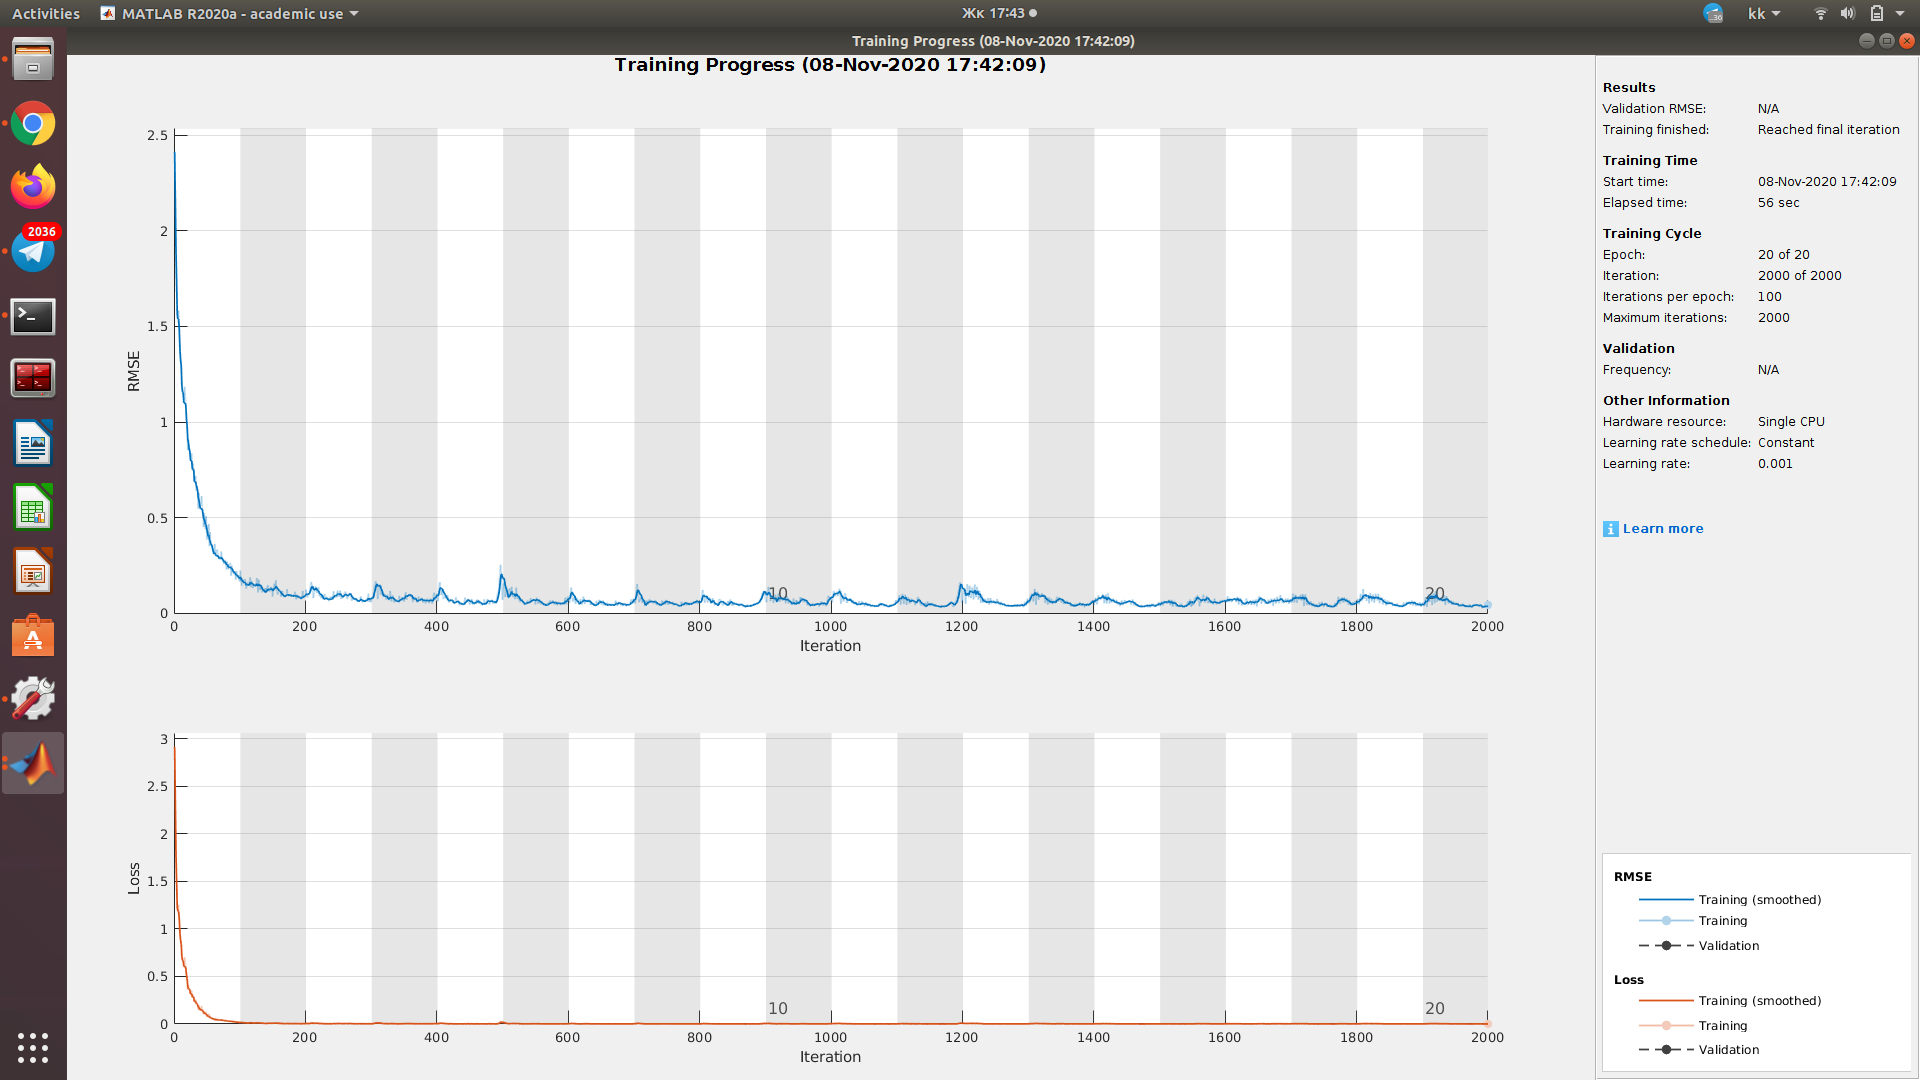 Activities
MATLAB R2020a - academic use
Жк 17:43
36
kk
Training Progress (08-Nov-2020 17:42:09)
2036
Training Progress (08-Nov-2020 17:42:09)
2.5
2
1.5
1
0.5
0
RMSE
10
20
0 200 400 600 800 1000 1200 1400 1600 1800 2000
Iteration
3
2.5
2
1.5
1
0.5
0
Loss
10
20
0 200 400 600 800 1000 1200 1400 1600 1800 2000
Iteration
Results
Validation RMSE: N/A
Training finished: Reached final iteration
Training Time
Start time: 08-Nov-2020 17:42:09
Elapsed time: 56 sec
Training Cycle
Epoch: 20 of 20
Iteration: 2000 of 2000
Iterations per epoch: 100
Maximum iterations: 2000
Validation
Frequency: N/A
Other Information
Hardware resource: Single CPU
Learning rate schedule: Constant
Learning rate: 0.001
i Learn more
RMSE
Training (smoothed)
Training
Validation
Loss
Training (smoothed)
Training
Validation